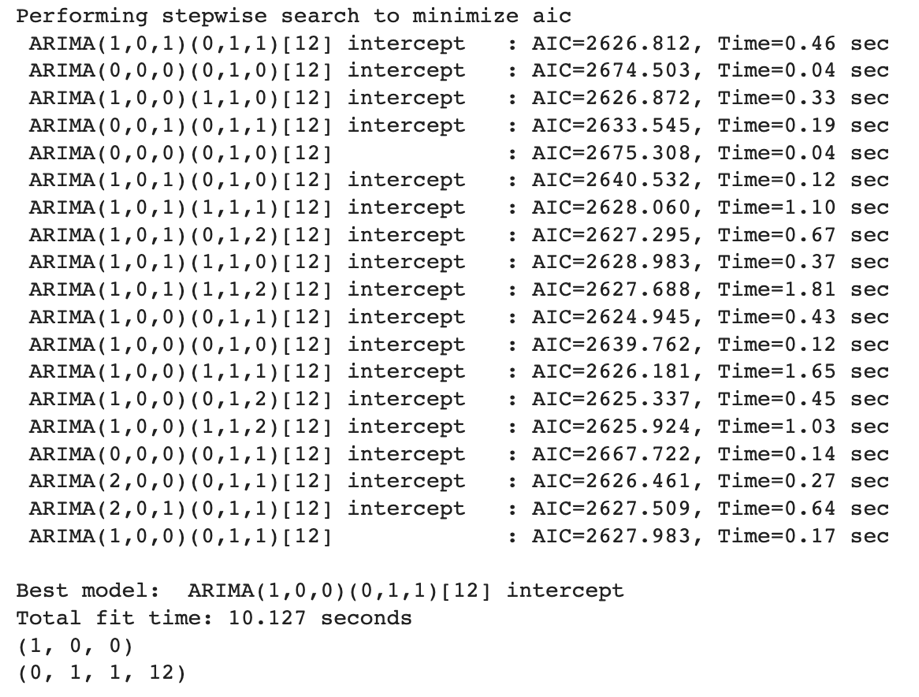 Performing stepwise search to minimize aic
ARIMA(1,0,1)(0,1,1)[12] intercept   : AIC=2626.812, Time=0.46 sec
ARIMA(0,0,0)(0,1,0)[12] intercept   : AIC=2674.503, Time=0.04 sec
ARIMA(1,0,0)(1,1,0)[12] intercept   : AIC=2626.872, Time=0.33 sec
ARIMA(0,0,1)(0,1,1)[12] intercept   : AIC=2633.545, Time=0.19 sec
ARIMA(0,0,0)(0,1,0)[12]             : AIC=2675.308, Time=0.04 sec
ARIMA(1,0,1)(0,1,0)[12] intercept   : AIC=2640.532, Time=0.12 sec
ARIMA(1,0,1)(1,1,1)[12] intercept   : AIC=2628.060, Time=1.10 sec
ARIMA(1,0,1)(0,1,2)[12] intercept   : AIC=2627.295, Time=0.67 sec
ARIMA(1,0,1)(1,1,0)[12] intercept   : AIC=2628.983, Time=0.37 sec
ARIMA(1,0,1)(1,1,2)[12] intercept   : AIC=2627.688, Time=1.81 sec
ARIMA(1,0,0)(0,1,1)[12] intercept   : AIC=2624.945, Time=0.43 sec
ARIMA(1,0,0)(0,1,0)[12] intercept   : AIC=2639.762, Time=0.12 sec
ARIMA(1,0,0)(1,1,1)[12] intercept   : AIC=2626.181, Time=1.65 sec
ARIMA(1,0,0)(0,1,2)[12] intercept   : AIC=2625.337, Time=0.45 sec
ARIMA(1,0,0)(1,1,2)[12] intercept   : AIC=2625.924, Time=1.03 sec
ARIMA(0,0,0)(0,1,1)[12] intercept   : AIC=2667.722, Time=0.14 sec
ARIMA(2,0,0)(0,1,1)[12] intercept   : AIC=2626.461, Time=0.27 sec
ARIMA(2,0,1)(0,1,1)[12] intercept   : AIC=2627.509, Time=0.64 sec
ARIMA(1,0,0)(0,1,1)[12]             : AIC=2627.983, Time=0.17 sec
Best model:  ARIMA(1,0,0)(0,1,1)[12] intercept
Total fit time: 10.127 seconds
(1, 0, 0)
(0, 1, 1, 12)